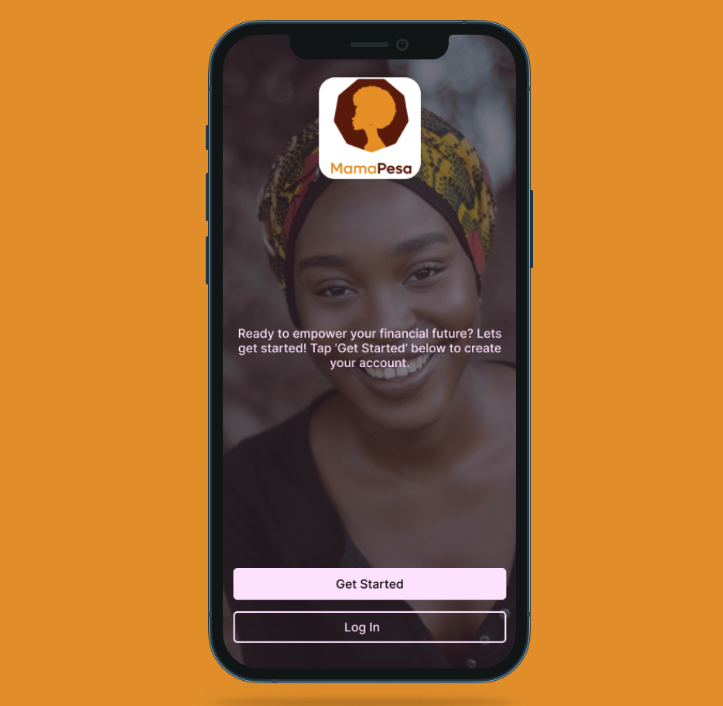 MamaPesa
Ready to empower your financial future? Lets
get started! Tap ‘Get Started’ below to create
your account.
Get Started
Log In